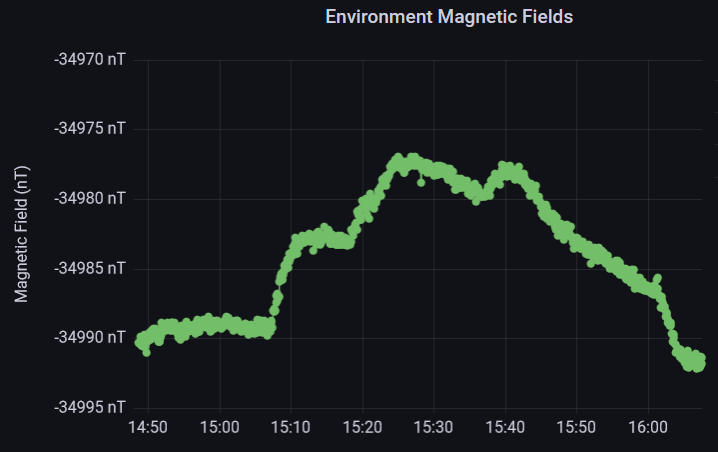 Environment Magnetic Fields
Magnetic Field (nT)
-34970 nT
-34975 nT
-34980 nT
-34985 nT
-34990 nT
-34995 nT
14:50 15:00 15:10 15:20 15:30 15:40 15:50 16:00